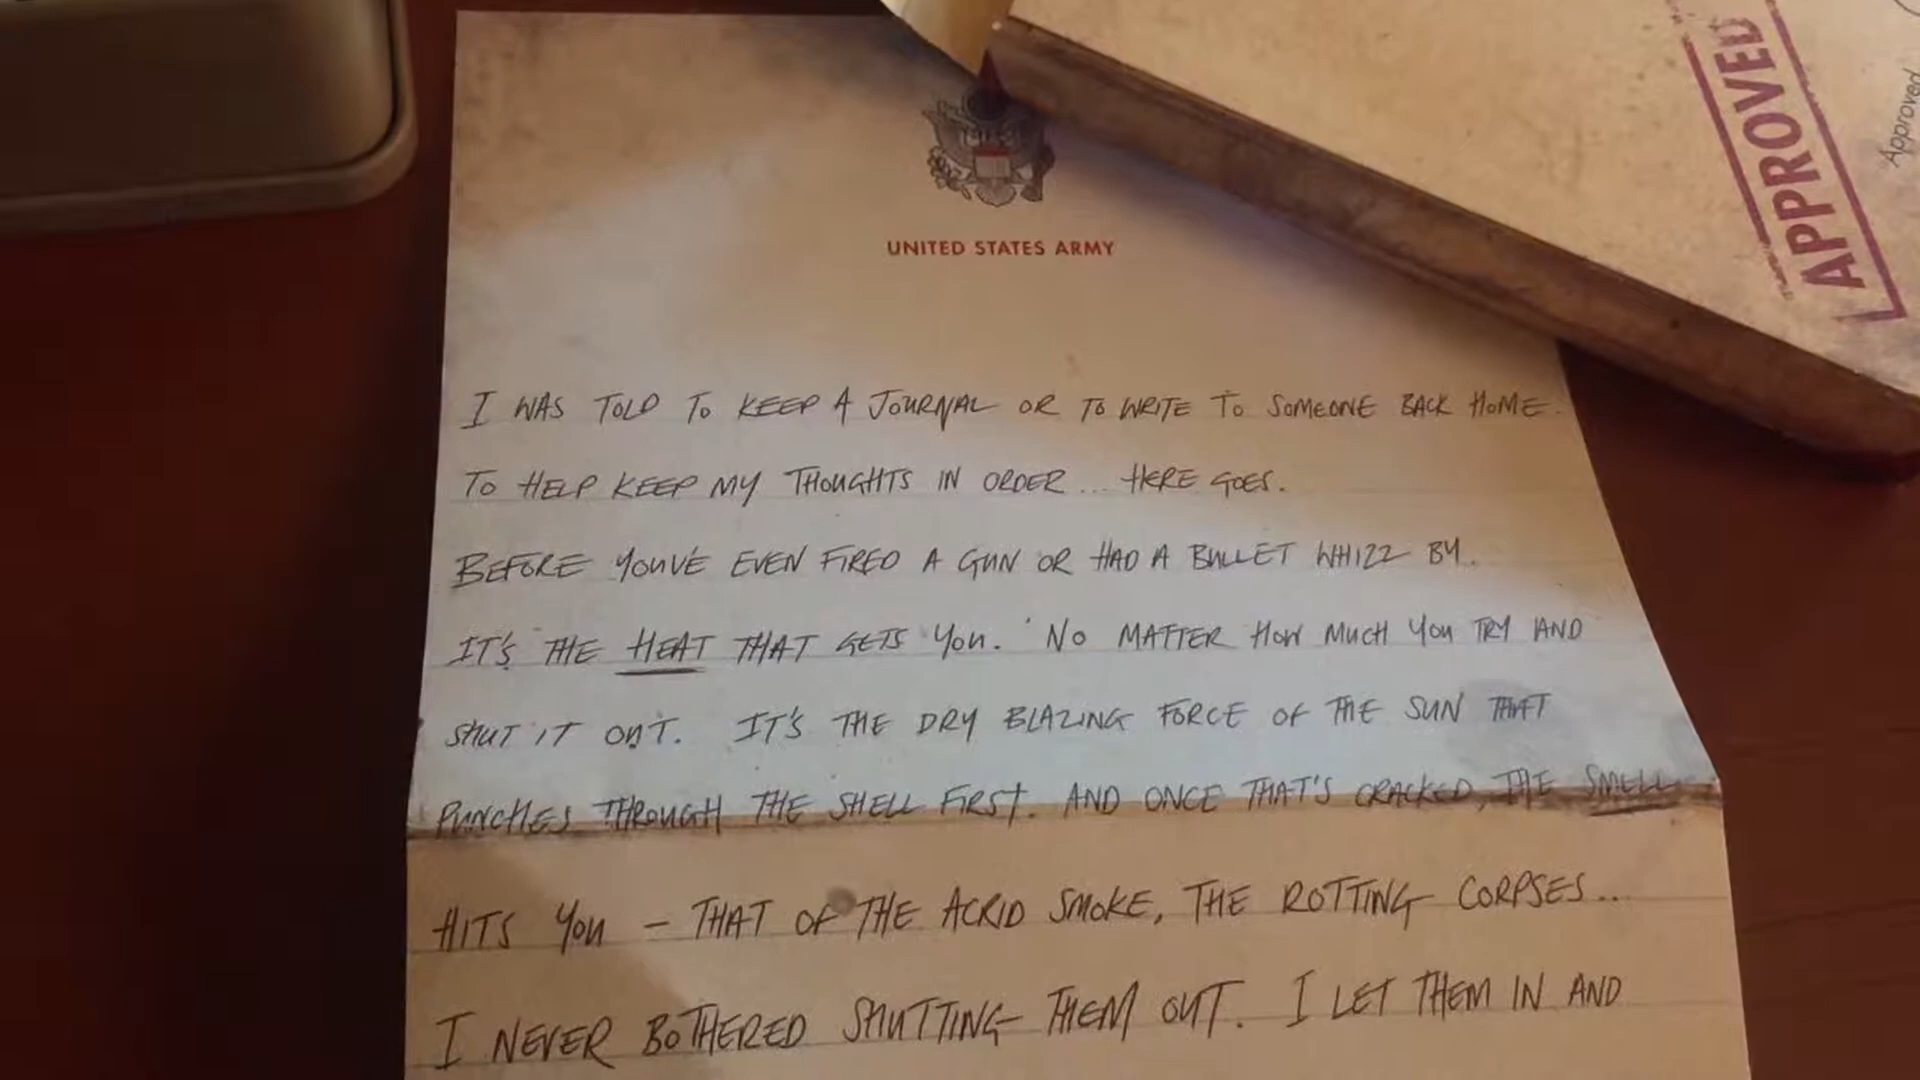 UNITED STATES ARMY
APPROVED
Approved
I WAS TOLD TO KEEP A JOURNAL OR TO WRITE TO SOMEONE BACK HOME.
TO HELP KEEP MY THOUGHTS IN ORDER... HERE GOES.
BEFORE YOU'VE EVEN FIRED A GUN OR HAD A BULLET WHIZZ BY.
IT'S THE HEAT THAT GETS YOU. NO MATTER HOW MUCH YOU TRY AND
SHUT IT OUT. IT'S THE DRY BLAZING FORCE OF THE SUN THAT
PUNCHES THROUGH THE SHELL FIRST. AND ONCE THAT'S CRACKED, THE SMELL
HITS YOU – THAT OF THE ACRID SMOKE, THE ROTTING CORPSES...
I NEVER BOTHERED SHUTTING THEM OUT. I LET THEM IN AND